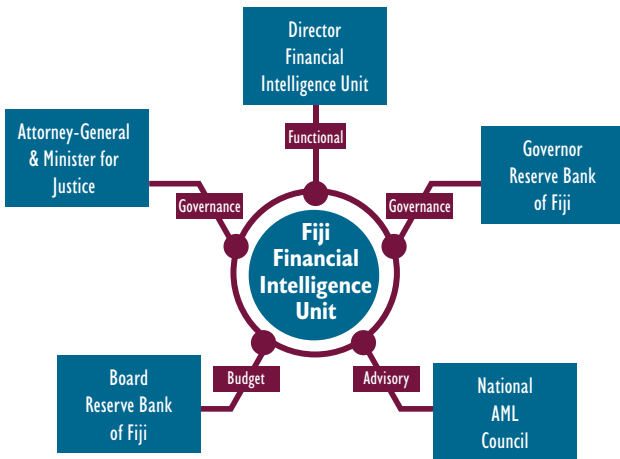 Director
Financial
Intelligence Unit
Functional
Attorney-General
& Minister for
Justice
Governance
Governor
Reserve Bank
of Fiji
Governance
Fiji
Financial
Intelligence
Unit
Board
Reserve Bank
of Fiji
Budget
Advisory
National
AML
Council